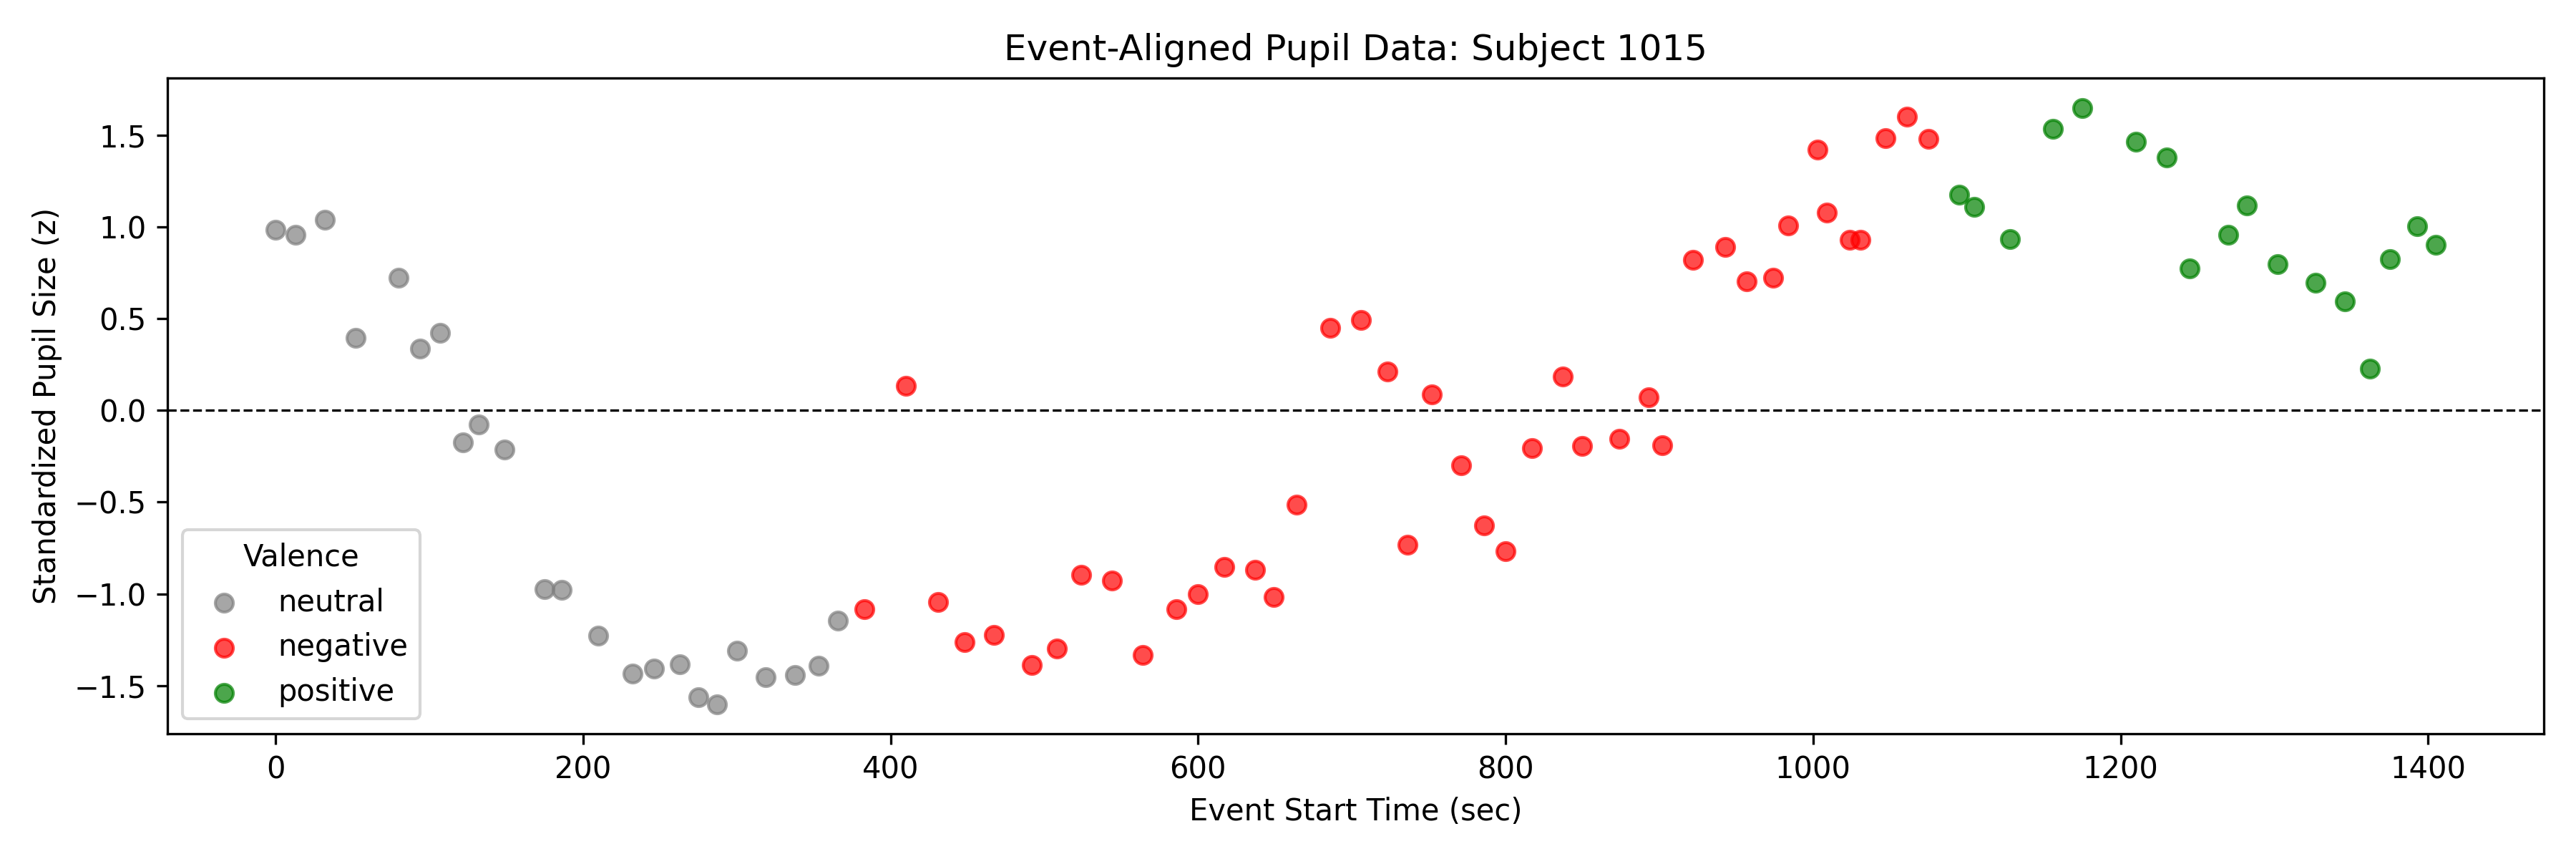 Event-Aligned Pupil Data: Subject 1015
Standardized Pupil Size (z)
1.5
1.0
0.5
0.0
−0.5
−1.0
−1.5
Valence
neutral
negative
positive
0 200 400 600 800 1000 1200 1400
Event Start Time (sec)